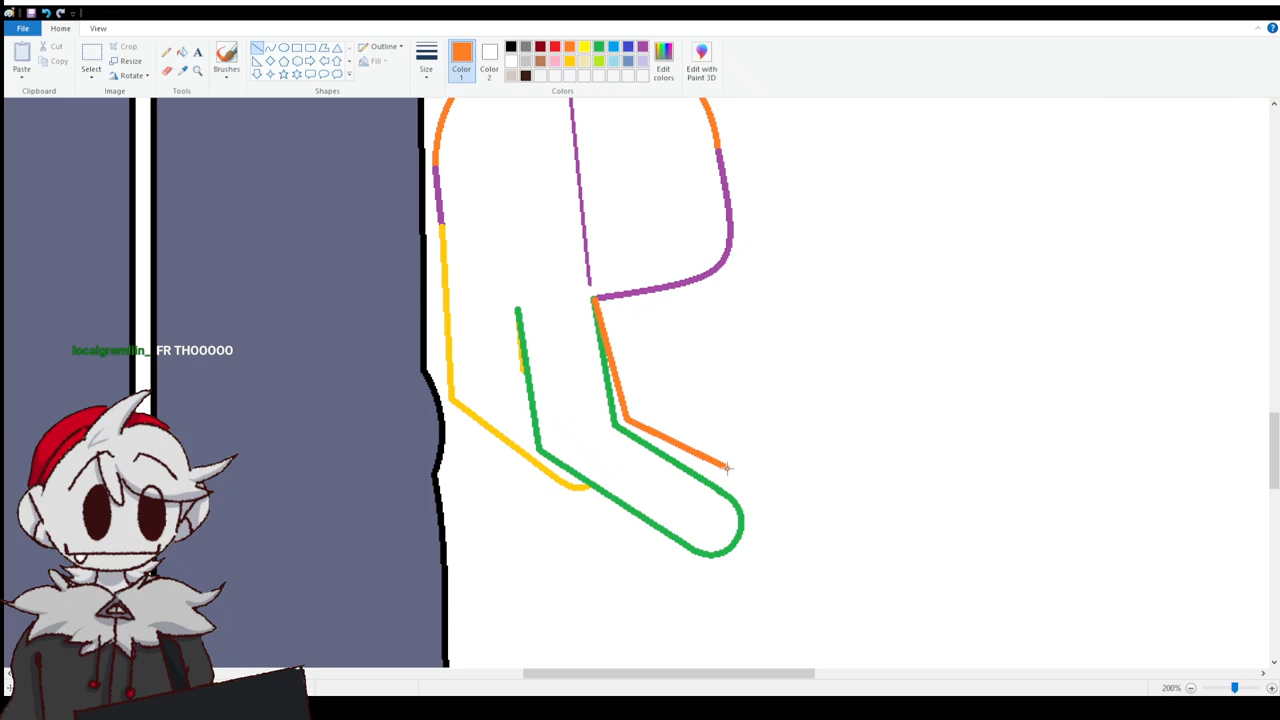 File
Home
View
Paste
Cut
Copy
Clipboard
Select
Crop
Resize
Rotate
Image
A
Tools
Brushes
Outline
Fill
Shapes
Size
Color
1
Color
2
Edit
colors
Colors
Edit with
Paint 3D
localgremlin_ FR THOOOOO
200%